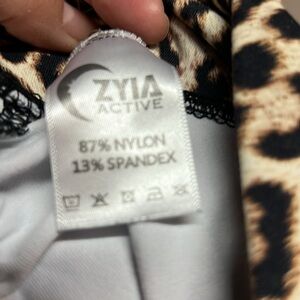 ZYIA
ACTIVE
87% NYLON
13% SPANDEX